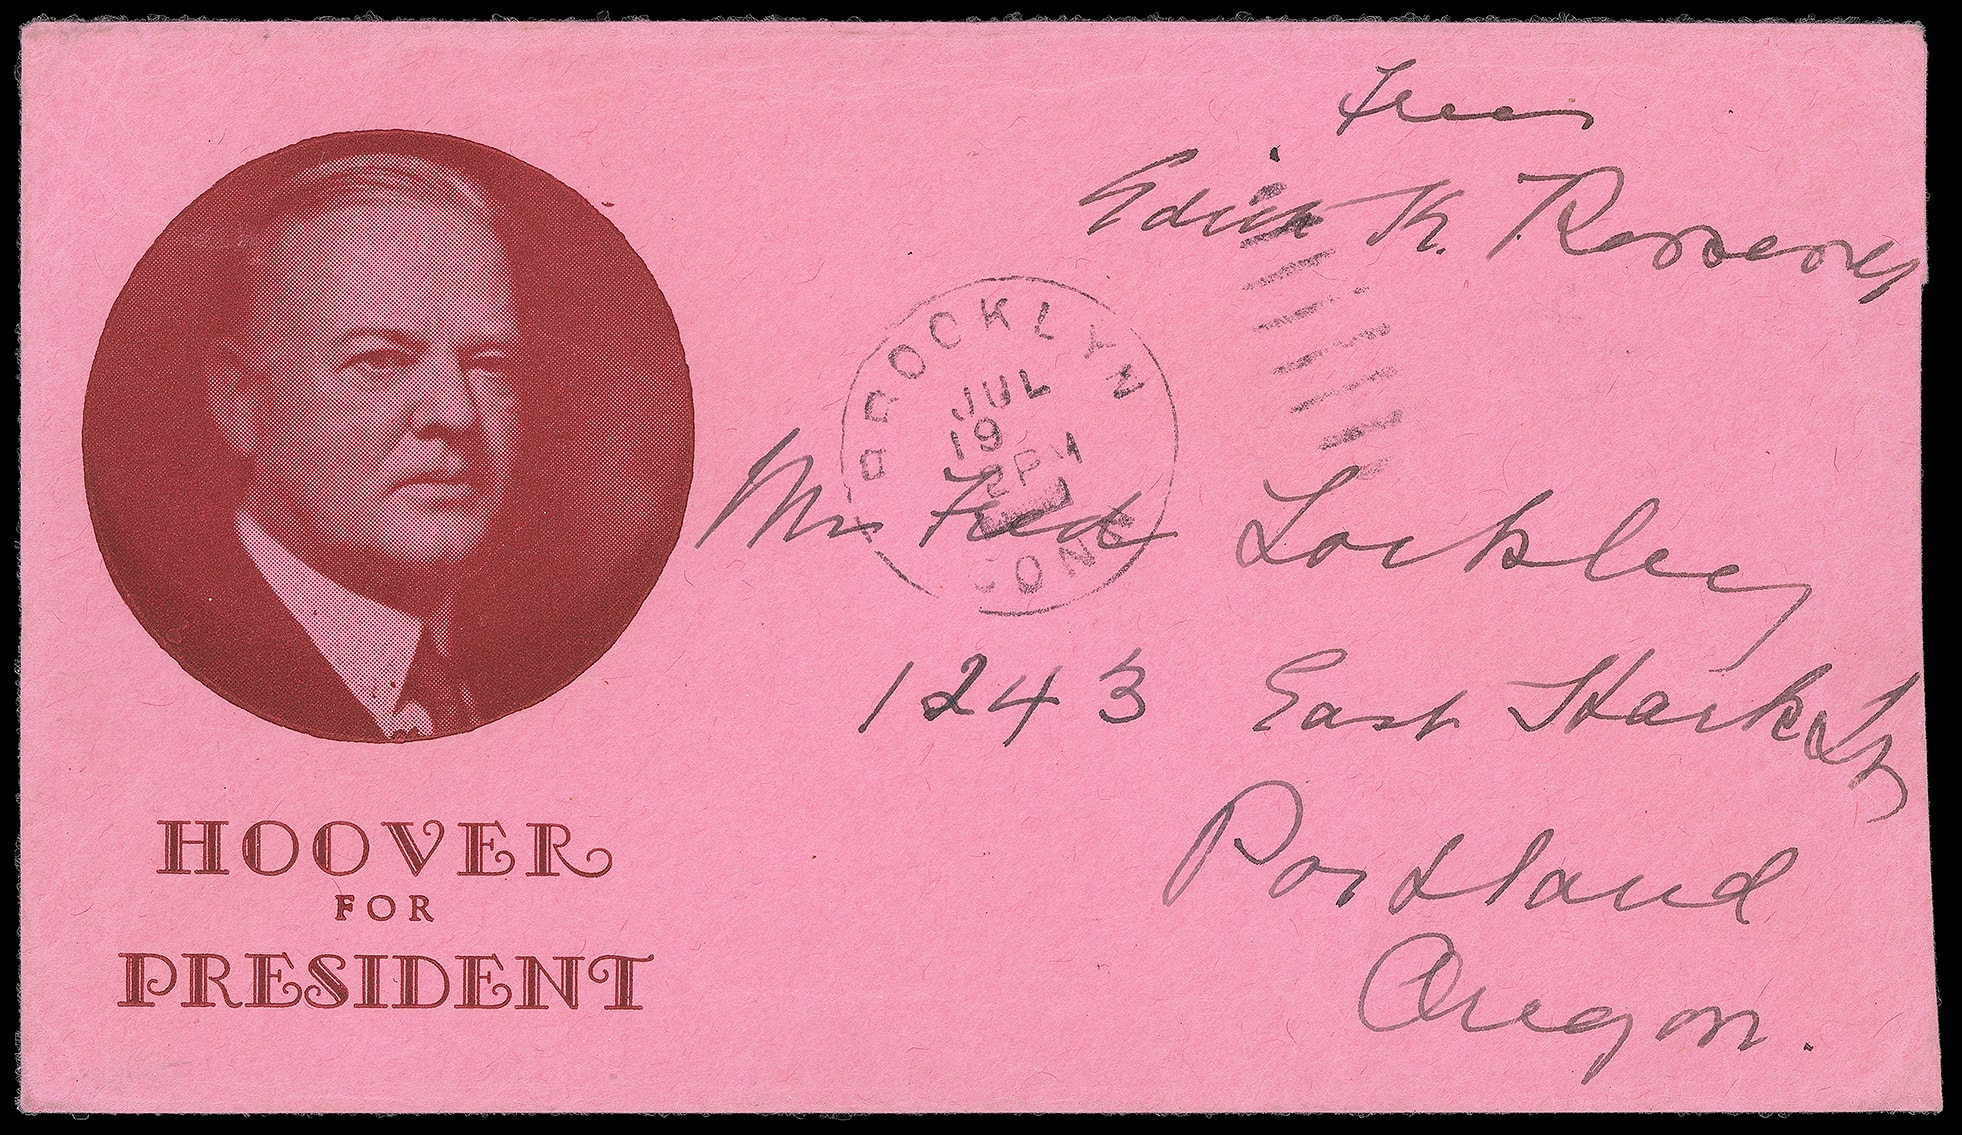 Free
Edith K. Roosevelt
BROOKLYN
JUL
19
2PM
CONN
Mr Fred Lockley
1243 East Stark St
Portland
Oregon.
HOOVER
FOR
PRESIDENT